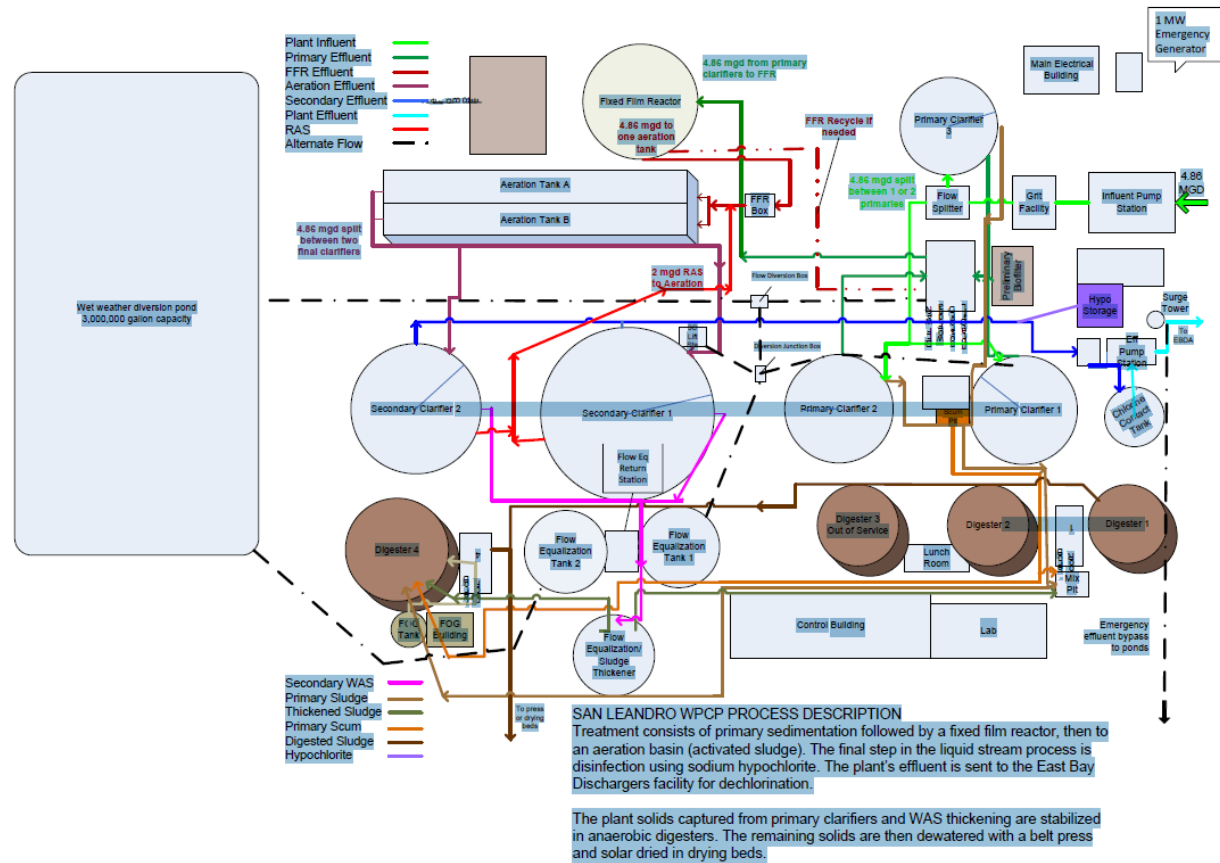 1 MW
Emergency
Generator
Plant Influent
Primary Effluent
FFR Effluent
Aeration Effluent
Secondary Effluent
Plant Effluent
RAS
Alternate Flow
4.86 mgd from primary
clarifiers to FFR
Main Electrical
Building
Fixed Film Reactor
4.86 mgd to
one aeration
tank
FFR Recycle if
needed
Primary Clarifier
3
4.86 mgd split
between 1 or 2
primaries
Flow
Splitter
Grit
Facility
Influent Pump
Station
4.86
MGD
Aeration Tank A
Aeration Tank B
FFR
Box
4.86 mgd split
between two
final clarifiers
2 mgd RAS
to Aeration
Flow Diversion Box
Preliminary
Biofilter
Hypo
Storage
Surge
Tower
To
EBDA
Eff
Pump
Station
Wet weather diversion pond
3,000,000 gallon capacity
Diversion Junction Box
Secondary Clarifier 2
Secondary Clarifier 1
Primary Clarifier 2
Scum
Pit
Primary Clarifier 1
Chlorine
Contact
Tank
Flow Eq
Return
Station
Digester 4
Flow
Equalization
Tank 2
Flow
Equalization
Tank 1
Digester 3
Out of Service
Digester 2
Digester 1
Lunch
Room
Mix
Pit
FOG
Tank
FOG
Building
Flow
Equalization/
Sludge
Thickener
Control Building
Lab
Emergency
effluent bypass
to ponds
Secondary WAS
Primary Sludge
Thickened Sludge
Primary Scum
Digested Sludge
Hypochlorite
To press
or drying
beds
SAN LEANDRO WPCP PROCESS DESCRIPTION
Treatment consists of primary sedimentation followed by a fixed film reactor, then to
an aeration basin (activated sludge). The final step in the liquid stream process is
disinfection using sodium hypochlorite. The plant's effluent is sent to the East Bay
Dischargers facility for dechlorination.
The plant solids captured from primary clarifiers and WAS thickening are stabilized
in anaerobic digesters. The remaining solids are then dewatered with a belt press
and solar dried in drying beds.